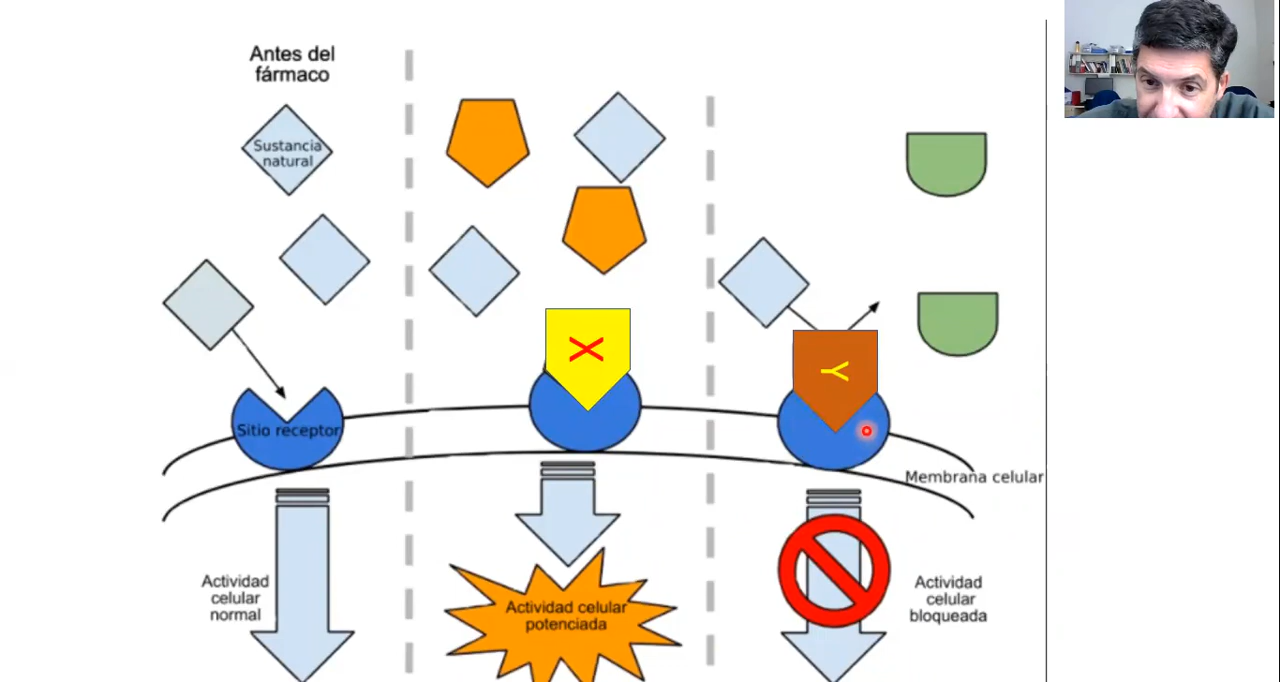 Antes del
fármaco
Sustancia
natural
X
Y
Sitio receptor
Membrana celular
Actividad
celular
normal
Actividad celular
potenciada
Actividad
celular
bloqueada